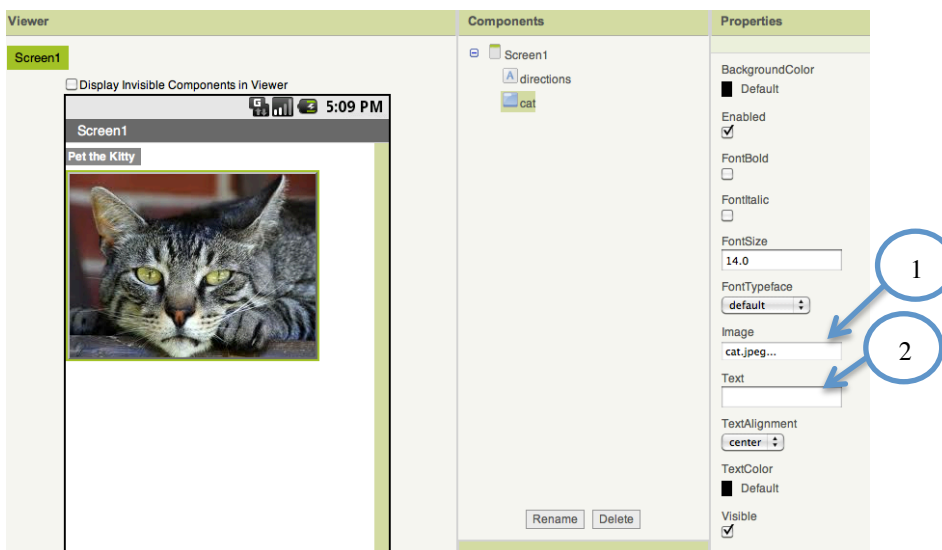 Viewer
Screen1
Display Invisible Components in Viewer
G
5:09 PM
Screen1
Pet the Kitty
Components
Screen1
A directions
cat
Rename
Delete
Properties
BackgroundColor
Default
Enabled
FontBold
FontItalic
FontSize
14.0
FontTypeface
default
Image
cat.jpeg...
Text
TextAlignment
center
TextColor
Default
Visible
1
2